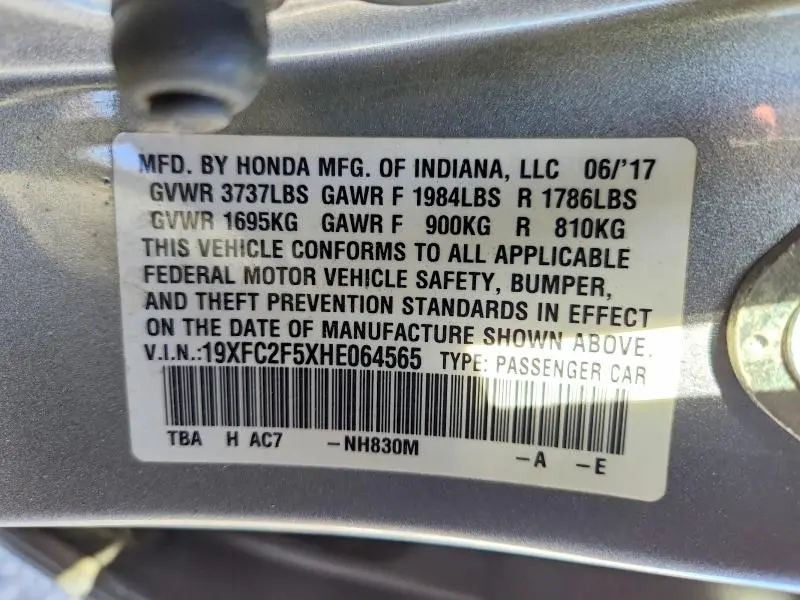 MFD. BY HONDA MFG. OF INDIANA, LLC 06/'17
GVWR 3737LBS GAWR F 1984LBS R 1786LBS
GVWR 1695KG GAWR F 900KG R 810KG
THIS VEHICLE CONFORMS TO ALL APPLICABLE
FEDERAL MOTOR VEHICLE SAFETY, BUMPER,
AND THEFT PREVENTION STANDARDS IN EFFECT
ON THE DATE OF MANUFACTURE SHOWN ABOVE.
V.I.N.:19XFC2F5XHE064565 TYPE: PASSENGER CAR
TBA H AC7 -NH830M -A -E